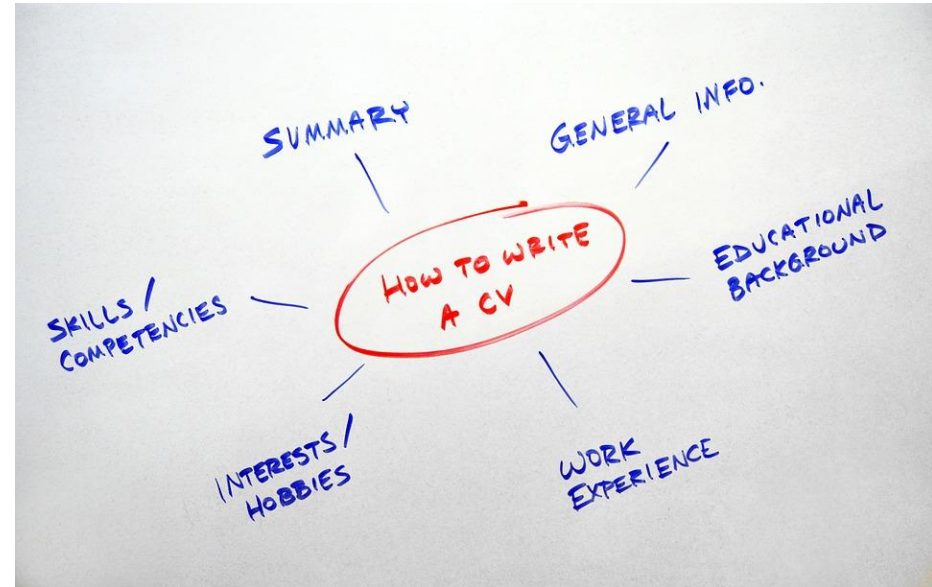 SUMMARY
GENERAL INFO.
HOW TO WRITE
A CV
EDUCATIONAL
BACKGROUND
SKILLS /
COMPETENCIES
INTERESTS /
HOBBIES
WORK
EXPERIENCE